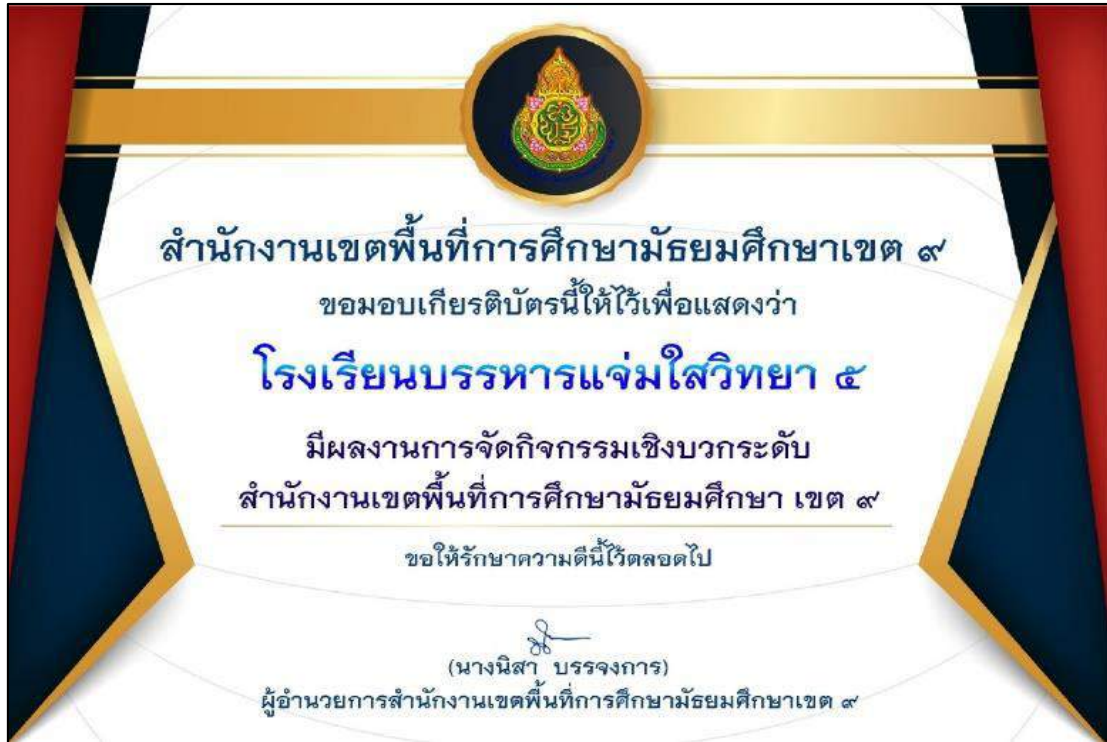 สำนักงานเขตพื้นที่การศึกษามัธยมศึกษาเขต ๙
ขอมอบเกียรติบัตรนี้ให้ไว้เพื่อแสดงว่า
โรงเรียนบรรหารแจ่มใสวิทยา ๕
มีผลงานการจัดกิจกรรมเชิงบวกระดับ
สำนักงานเขตพื้นที่การศึกษามัธยมศึกษา เขต ๙
ขอให้รักษาความดีนี้ไว้ตลอดไป
(นางนิสา บรรจงการ)
ผู้อำนวยการสำนักงานเขตพื้นที่การศึกษามัธยมศึกษาเขต ๙